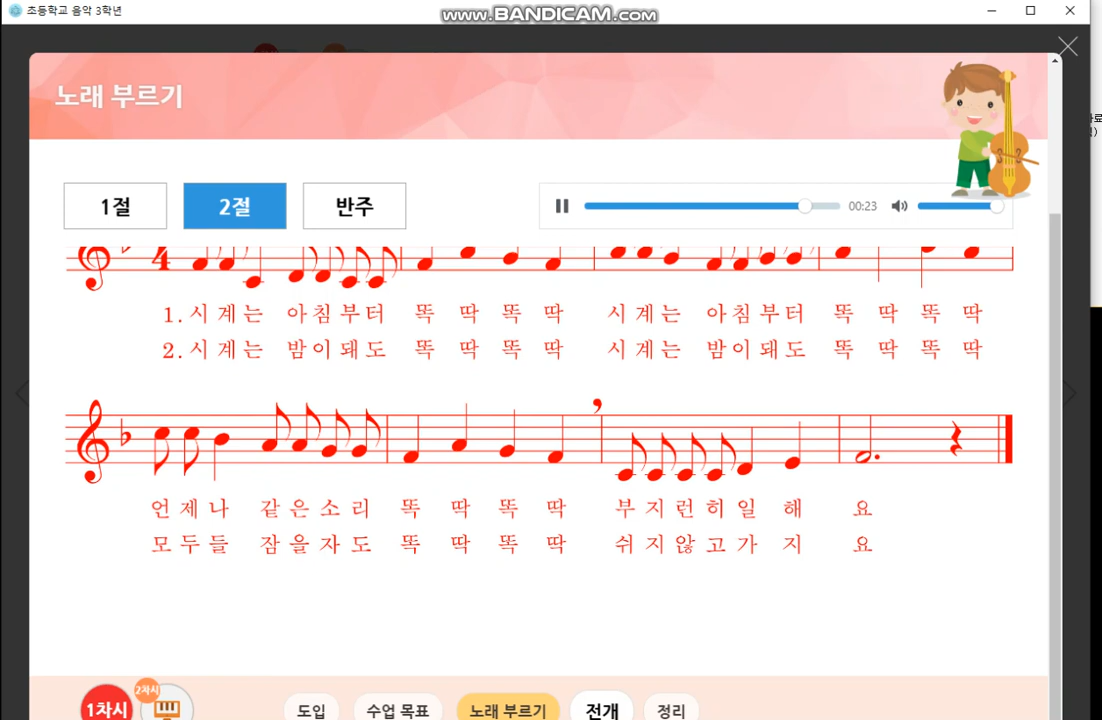 초등학교 음악 3학년
www.BANDICAM.com
노래 부르기
1절 2절 반주 00:23
4
1. 시 계 는 아 침 부 터 똑 딱 똑 딱 시 계 는 아 침 부 터 똑 딱 똑 딱
2. 시 계 는 밤 이 돼 도 똑 딱 똑 딱 시 계 는 밤 이 돼 도 똑 딱 똑 딱
언 제 나 같 은 소 리 똑 딱 똑 딱 부 지 런 히 일 해 요
모 두 들 잠 을 자 도 똑 딱 똑 딱 쉬 지 않 고 가 지 요
1차시 2차시 도입 수업 목표 노래 부르기 전개 정리